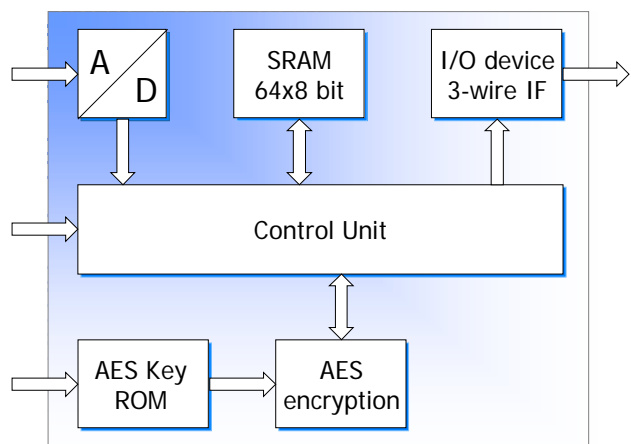 A
D
SRAM
64x8 bit
I/O device
3-wire IF
Control Unit
AES Key
ROM
AES
encryption